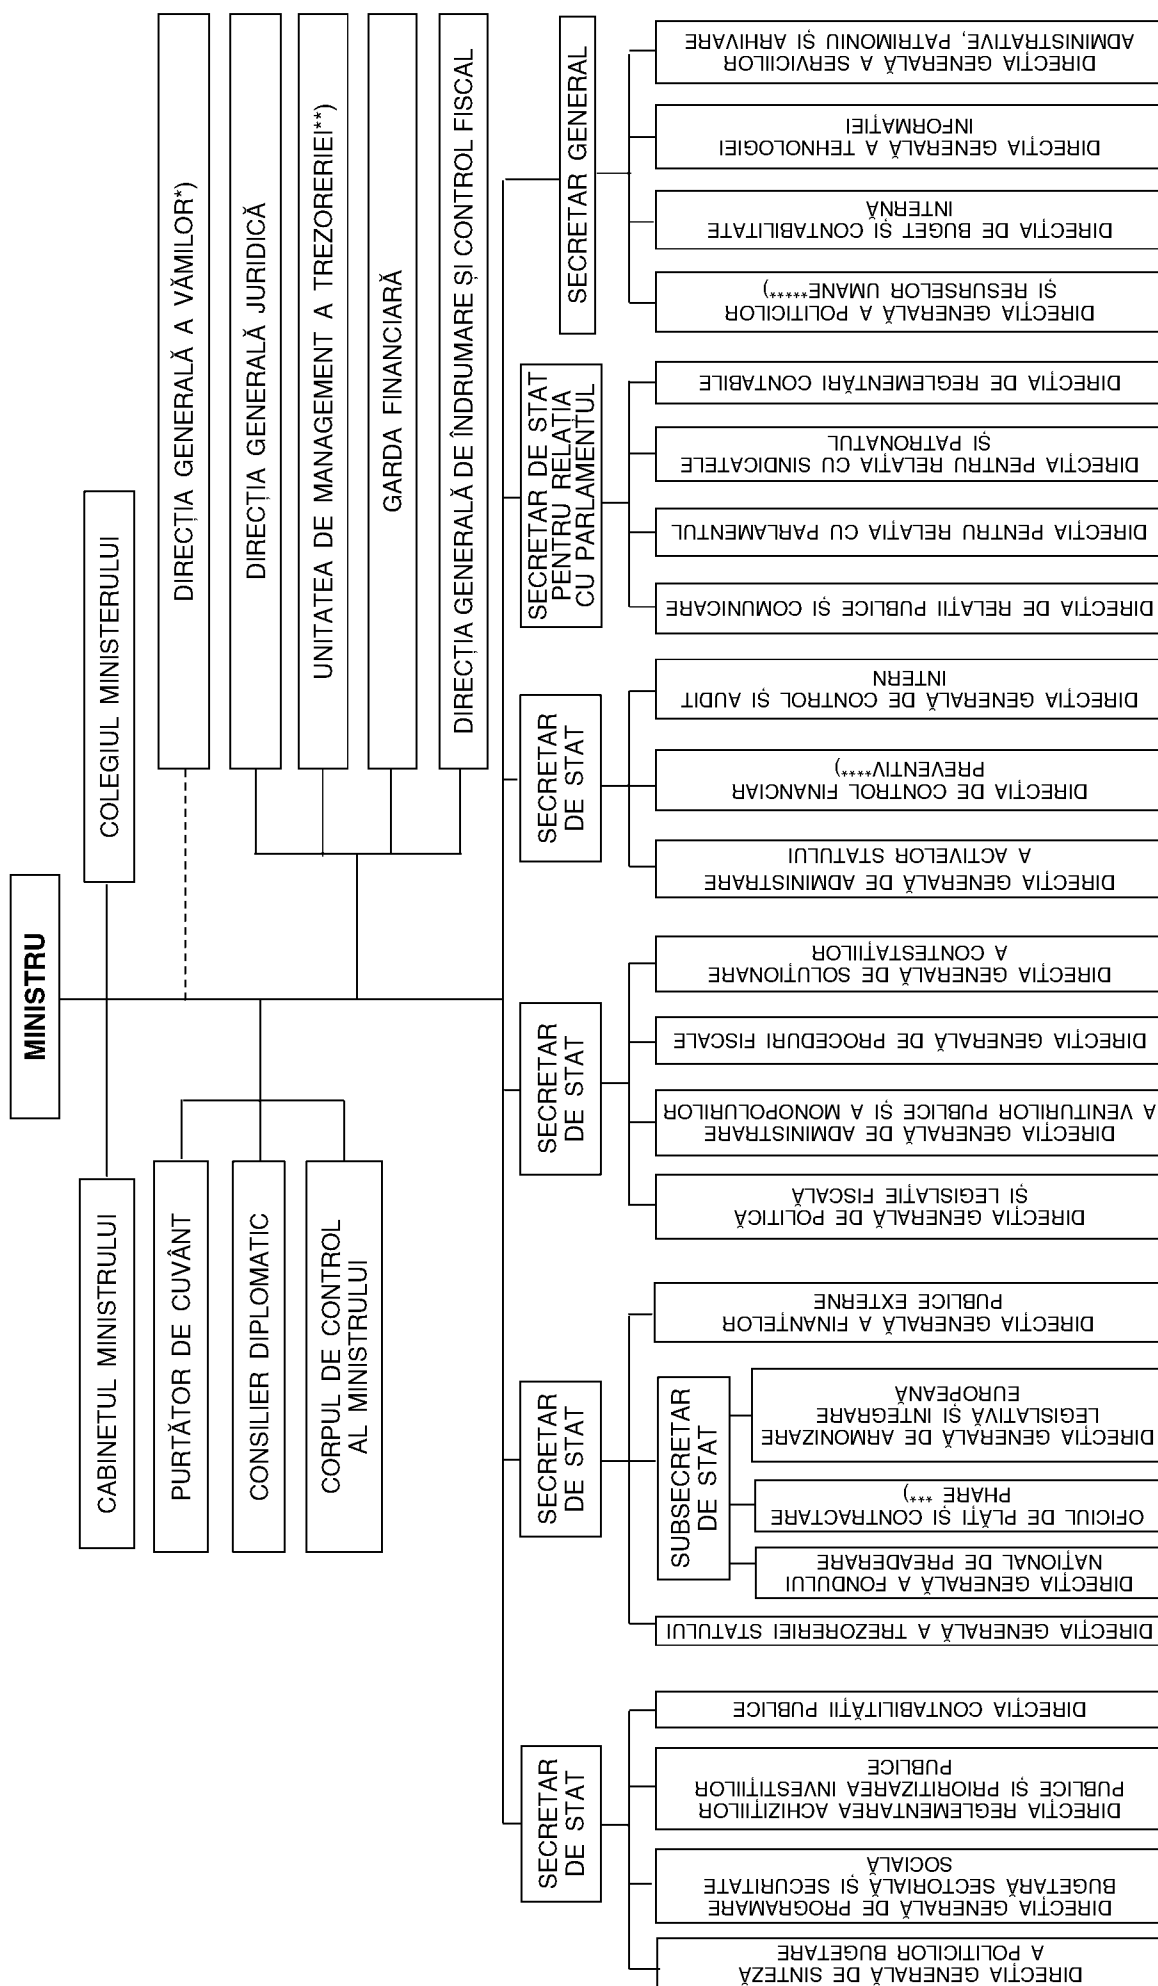 MINISTRU
CABINETUL MINISTRULUI
COLEGIUL MINISTERULUI
PURTĂTOR DE CUVÂNT
CONSILIER DIPLOMATIC
CORPUL DE CONTROL
AL MINISTRULUI
DIRECȚIA GENERALĂ A VĂMILOR*)
DIRECȚIA GENERALĂ JURIDICĂ
UNITATEA DE MANAGEMENT A TREZORERIEI**)
GARDA FINANCIARĂ
DIRECȚIA GENERALĂ DE ÎNDRUMARE ȘI CONTROL FISCAL
SECRETAR
DE STAT
DIRECȚIA GENERALĂ DE SINTEZĂ
A POLITICILOR BUGETARE
DIRECȚIA GENERALĂ DE PROGRAMARE
BUGETARĂ SECTORIALĂ ȘI SECURITATE
SOCIALĂ
DIRECȚIA REGLEMENTAREA ACHIZIȚIILOR
PUBLICE ȘI PRIORITIZAREA INVESTIȚIILOR
PUBLICE
DIRECȚIA CONTABILITĂȚII PUBLICE
SECRETAR
DE STAT
DIRECȚIA GENERALĂ A TREZORERIEI STATULUI
SUBSECRETAR
DE STAT
DIRECȚIA GENERALĂ A FONDULUI
NAȚIONAL DE PREADERARE
OFICIUL DE PLĂȚI ȘI CONTRACTARE
PHARE ***)
DIRECȚIA GENERALĂ DE ARMONIZARE
LEGISLATIVĂ ȘI INTEGRARE
EUROPEANĂ
DIRECȚIA GENERALĂ A FINANȚELOR
PUBLICE EXTERNE
SECRETAR
DE STAT
DIRECȚIA GENERALĂ DE POLITICĂ
ȘI LEGISLAȚIE FISCALĂ
DIRECȚIA GENERALĂ DE ADMINISTRARE
A VENITURILOR PUBLICE ȘI A MONOPOLURILOR
DIRECȚIA GENERALĂ DE PROCEDURI FISCALE
DIRECȚIA GENERALĂ DE SOLUȚIONARE
A CONTESTAȚIILOR
SECRETAR
DE STAT
DIRECȚIA GENERALĂ DE ADMINISTRARE
A ACTIVELOR STATULUI
DIRECȚIA DE CONTROL FINANCIAR
PREVENTIV****)
DIRECȚIA GENERALĂ DE CONTROL ȘI AUDIT
INTERN
SECRETAR DE STAT
PENTRU RELAȚIA
CU PARLAMENTUL
DIRECȚIA DE RELAȚII PUBLICE ȘI COMUNICARE
DIRECȚIA PENTRU RELAȚIA CU PARLAMENTUL
DIRECȚIA PENTRU RELAȚIA CU SINDICATELE
ȘI PATRONATUL
DIRECȚIA DE REGLEMENTĂRI CONTABILE
SECRETAR GENERAL
DIRECȚIA GENERALĂ A POLITICILOR
ȘI RESURSELOR UMANE*****)
DIRECȚIA DE BUGET ȘI CONTABILITATE
INTERNĂ
DIRECȚIA GENERALĂ A TEHNOLOGIEI
INFORMAȚIEI
DIRECȚIA GENERALĂ A SERVICIILOR
ADMINISTRATIVE, PATRIMONIU ȘI ARHIVARE